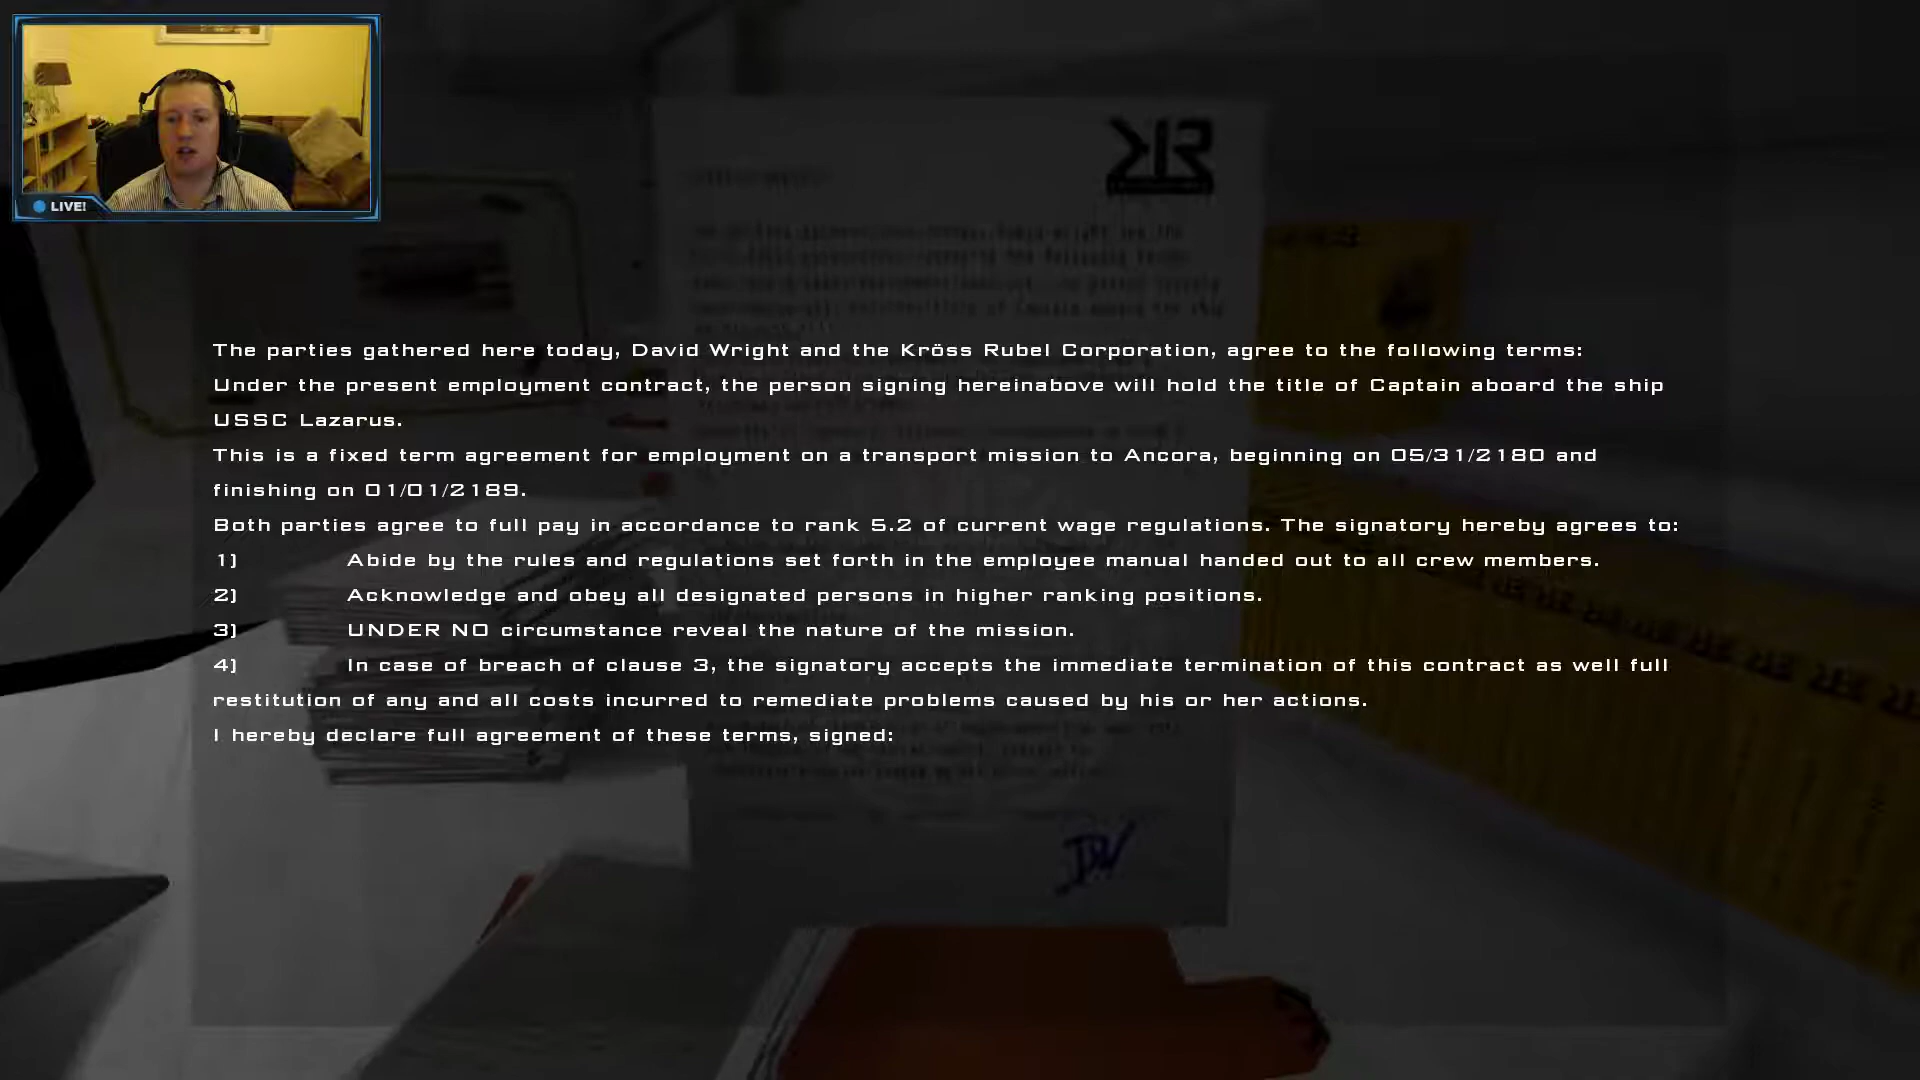 LIVE!
The parties gathered here today, David Wright and the Kröss Rubel Corporation, agree to the following terms:
Under the present employment contract, the person signing hereinabove will hold the title of Captain aboard the ship
USSC Lazarus.
This is a fixed term agreement for employment on a transport mission to Ancora, beginning on 05/31/2180 and
finishing on 01/01/2189.
Both parties agree to full pay in accordance to rank 5.2 of current wage regulations. The signatory hereby agrees to:
1) Abide by the rules and regulations set forth in the employee manual handed out to all crew members.
2) Acknowledge and obey all designated persons in higher ranking positions.
3) UNDER NO circumstance reveal the nature of the mission.
4) In case of breach of clause 3, the signatory accepts the immediate termination of this contract as well full
restitution of any and all costs incurred to remediate problems caused by his or her actions.
I hereby declare full agreement of these terms, signed:
DW